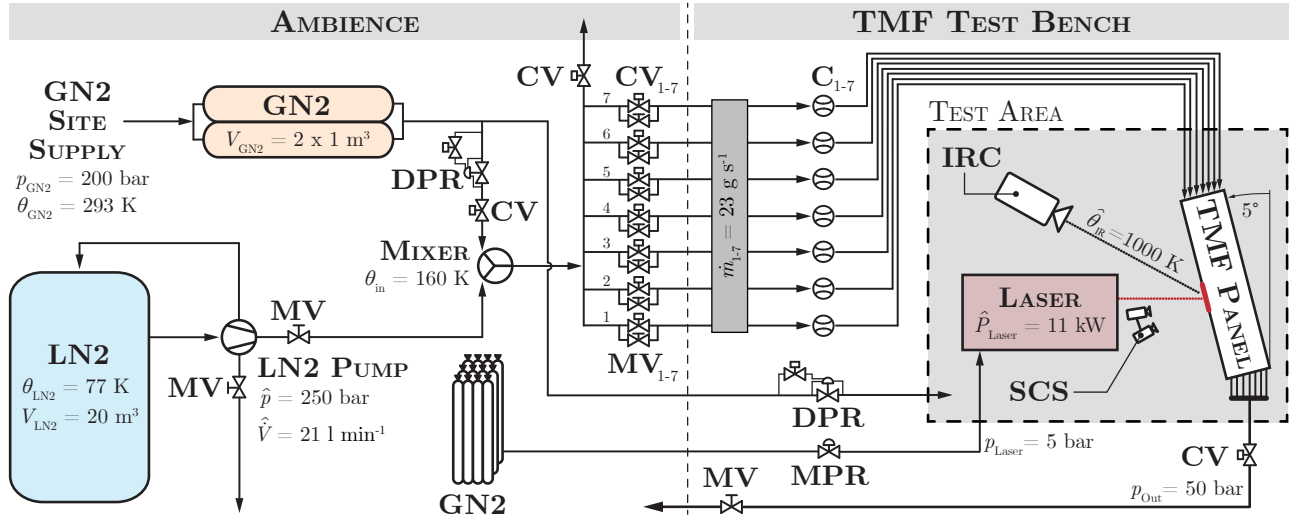 AMBIENCE
TMF TEST BENCH
GN2
SITE
SUPPLY
p_GN2 = 200 bar
θ_GN2 = 293 K
GN2
V_GN2 = 2 x 1 m³
DPR
CV
MIXER
θ_in = 160 K
CV
CV_1-7
7
6
5
4
3
2
1
MV_1-7
ṁ_1-7 = 23 g s⁻¹
C_1-7
TEST AREA
IRC
θ̂_IR =1000 K
5°
TMF PANEL
LASER
P̂_Laser = 11 kW
SCS
LN2
θ_LN2 = 77 K
V_LN2 = 20 m³
MV
LN2 PUMP
p̂ = 250 bar
V̇̂ = 21 l min⁻¹
MV
GN2
DPR
MPR
p_Laser = 5 bar
MV
CV
p_Out = 50 bar